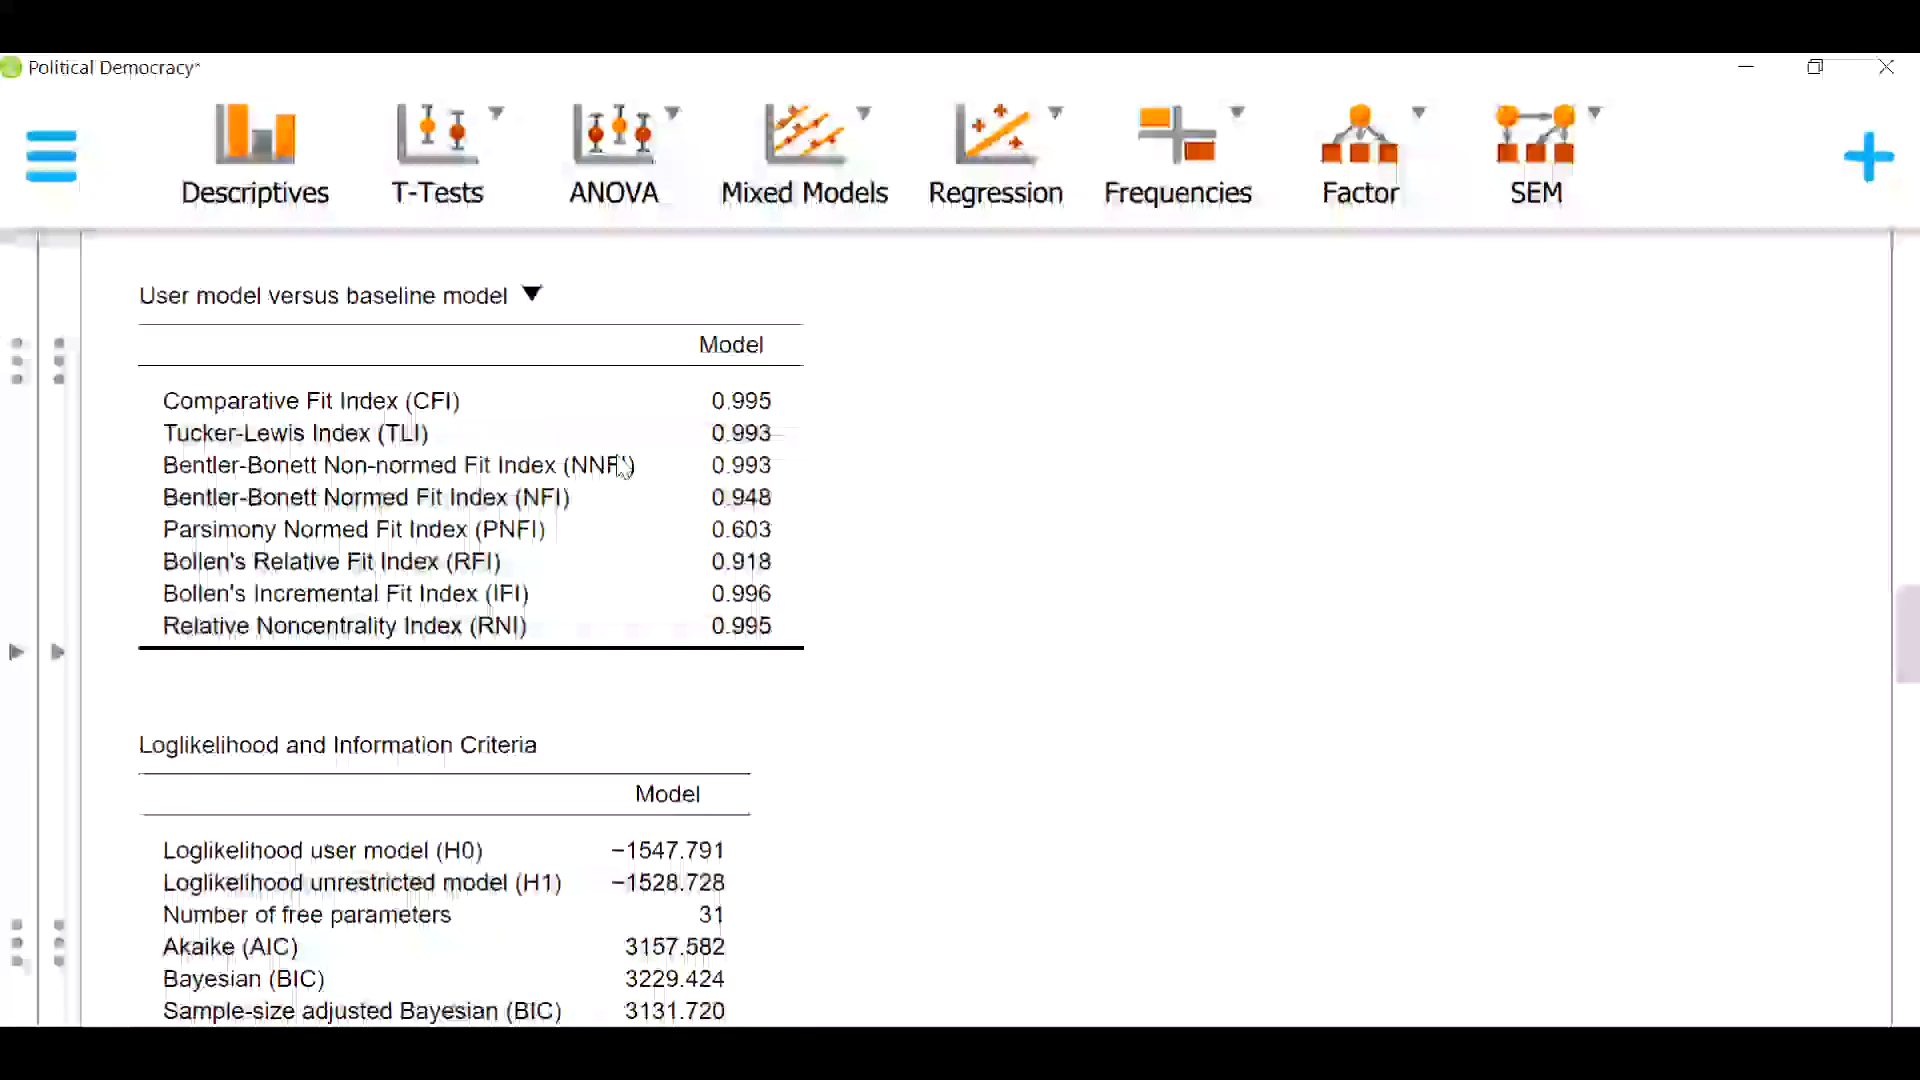 Political Democracy*
Descriptives T-Tests ANOVA Mixed Models Regression Frequencies Factor SEM
User model versus baseline model
Model
Comparative Fit Index (CFI) 0.995
Tucker-Lewis Index (TLI) 0.993
Bentler-Bonett Non-normed Fit Index (NNFI) 0.993
Bentler-Bonett Normed Fit Index (NFI) 0.948
Parsimony Normed Fit Index (PNFI) 0.603
Bollen's Relative Fit Index (RFI) 0.918
Bollen's Incremental Fit Index (IFI) 0.996
Relative Noncentrality Index (RNI) 0.995
Loglikelihood and Information Criteria
Model
Loglikelihood user model (H0) −1547.791
Loglikelihood unrestricted model (H1) −1528.728
Number of free parameters 31
Akaike (AIC) 3157.582
Bayesian (BIC) 3229.424
Sample-size adjusted Bayesian (BIC) 3131.720